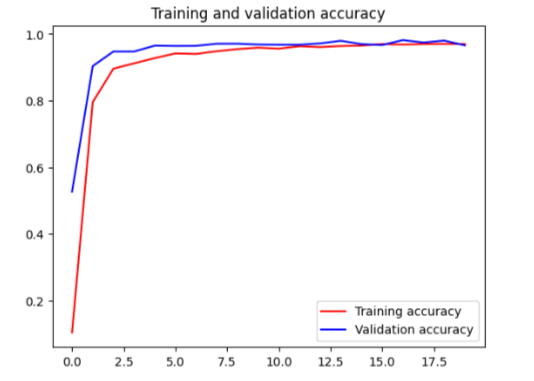 Training and validation accuracy
1.0
0.8
0.6
0.4
0.2
Training accuracy
Validation accuracy
0.0 2.5 5.0 7.5 10.0 12.5 15.0 17.5